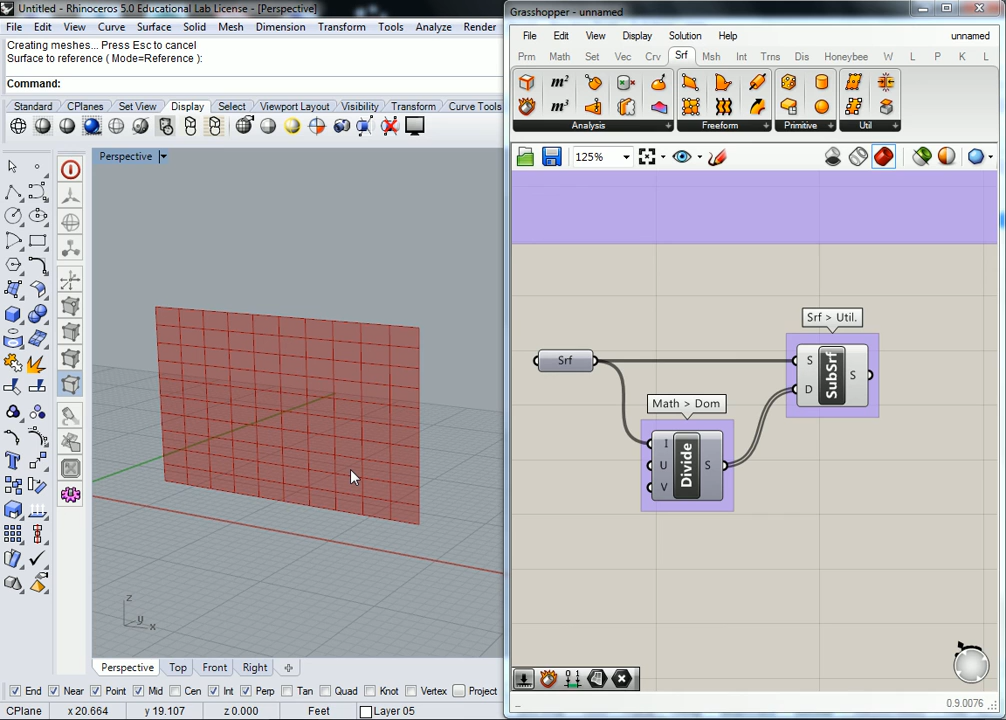 Untitled - Rhinoceros 5.0 Educational Lab License - [Perspective]
File Edit View Curve Surface Solid Mesh Dimension Transform Tools Analyze Render
Creating meshes... Press Esc to cancel
Surface to reference ( Mode=Reference ):
Command:
Standard CPlanes Set View Display Select Viewport Layout Visibility Transform Curve Tools
Perspective
z
y
x
Perspective Top Front Right
End Near Point Mid Cen Int Perp Tan Quad Knot Vertex Project
CPlane x 20.664 y 19.107 z 0.000 Feet Layer 05
Grasshopper - unnamed
File Edit View Display Solution Help unnamed
Prm Math Set Vec Crv Srf Msh Int Trns Dis Honeybee W L P K L
m²
m³
Analysis Freeform Primitive Util
125%
Srf > Util.
Srf
S
D
SubSrf
S
Math > Dom
I
U
V
Divide
S
0.9.0076